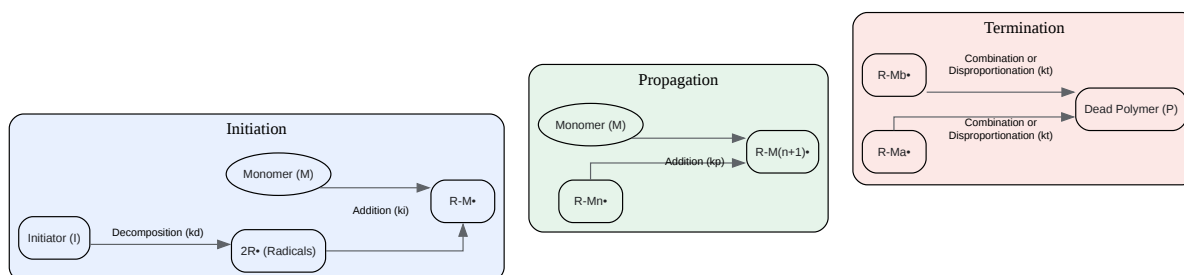 Initiation
Monomer (M)
R-M•
Addition (ki)
Initiator (I)
Decomposition (kd)
2R• (Radicals)
Propagation
Monomer (M)
R-M(n+1)•
Addition (kp)
R-Mn•
Termination
R-Mb•
Combination or
Disproportionation (kt)
Dead Polymer (P)
Combination or
Disproportionation (kt)
R-Ma•